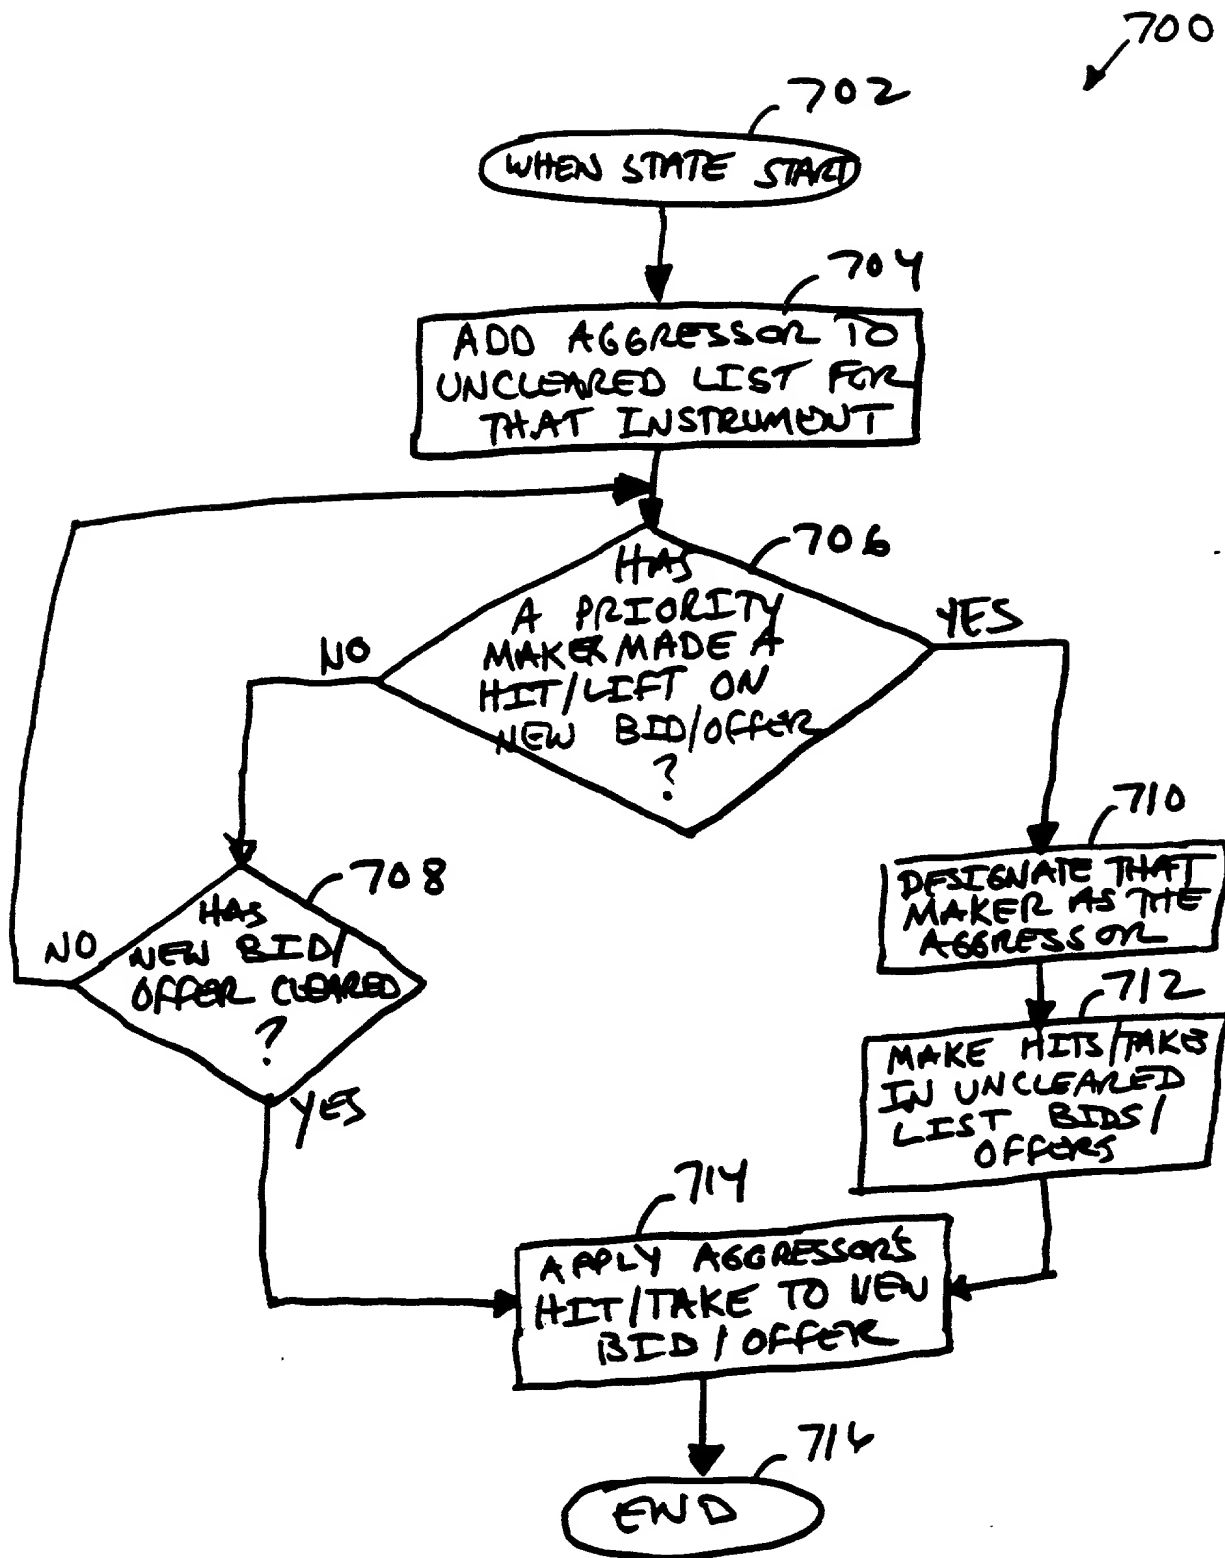 700
702
WHEN STATE START
704
ADD AGGRESSOR TO
UNCLEARED LIST FOR
THAT INSTRUMENT
706
HAS
A PRIORITY
MAKER MADE A
HIT/LIFT ON
NEW BID/OFFER
?
NO
YES
708
HAS
NEW BID/
OFFER CLEARED
?
NO
YES
710
DESIGNATE THAT
MAKER AS THE
AGGRESSOR
712
MAKE HITS/TAKES
IN UNCLEARED
LIST BIDS/
OFFERS
714
APPLY AGGRESSOR'S
HIT/TAKE TO NEW
BID/OFFER
716
END